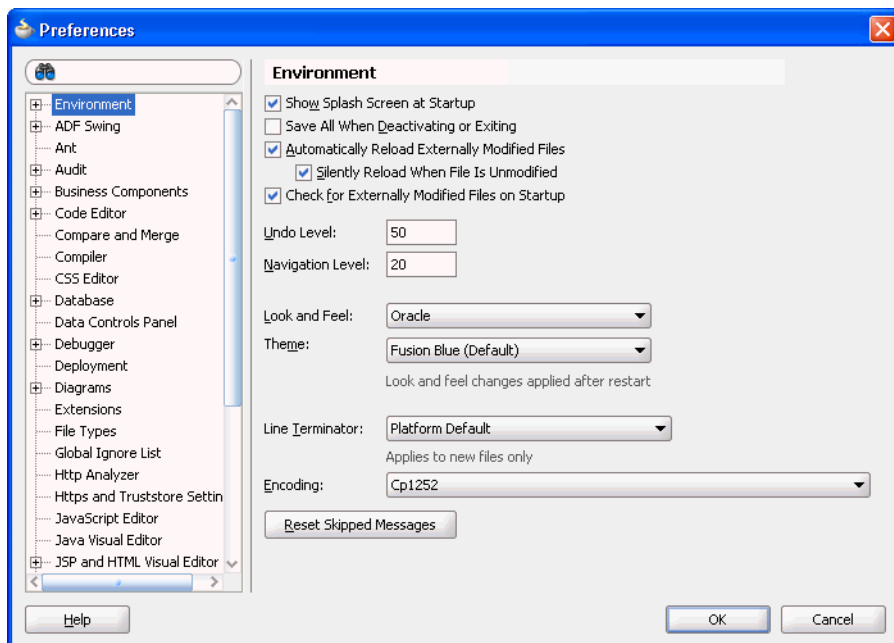 Preferences
Environment
ADF Swing
Ant
Audit
Business Components
Code Editor
Compare and Merge
Compiler
CSS Editor
Database
Data Controls Panel
Debugger
Deployment
Diagrams
Extensions
File Types
Global Ignore List
Http Analyzer
Https and Truststore Settin
JavaScript Editor
Java Visual Editor
JSP and HTML Visual Editor
Environment
Show Splash Screen at Startup
Save All When Deactivating or Exiting
Automatically Reload Externally Modified Files
Silently Reload When File Is Unmodified
Check for Externally Modified Files on Startup
Undo Level: 50
Navigation Level: 20
Look and Feel: Oracle
Theme: Fusion Blue (Default)
Look and feel changes applied after restart
Line Terminator: Platform Default
Applies to new files only
Encoding: Cp1252
Reset Skipped Messages
Help OK Cancel